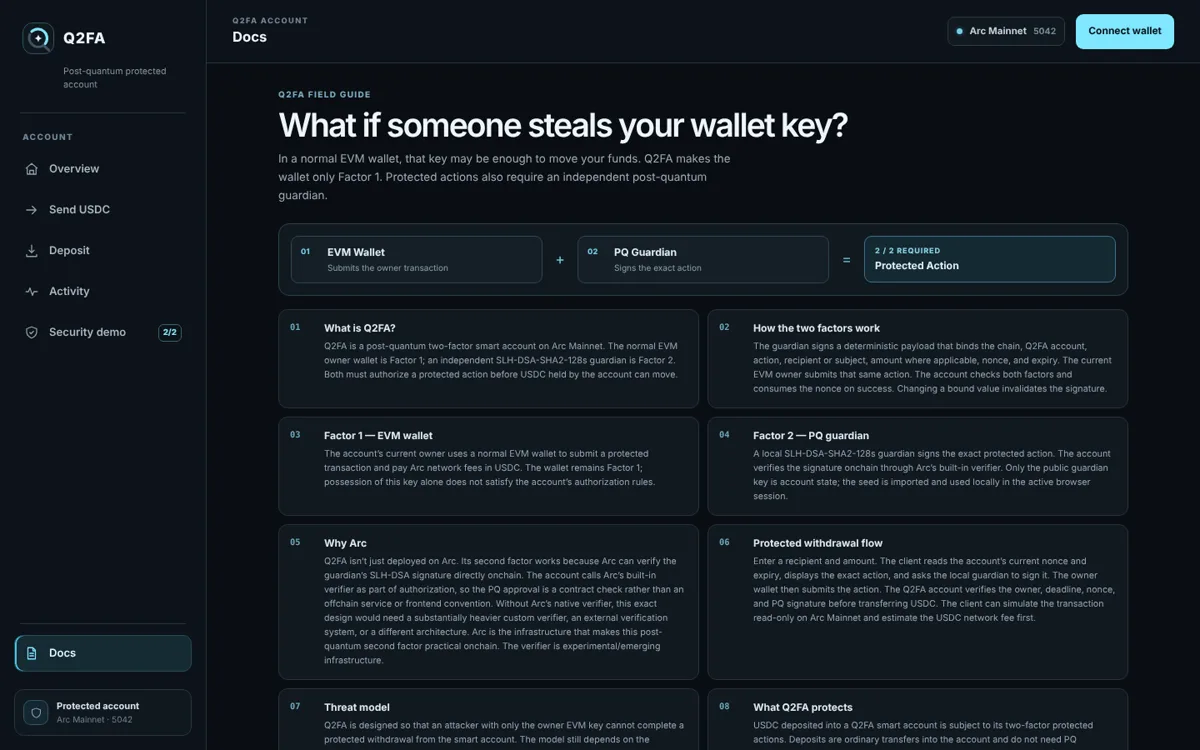 Q2FA
Post-quantum protected
account
ACCOUNT
Overview
Send USDC
Deposit
Activity
Security demo
2/2
Docs
Protected account
Arc Mainnet · 5042
Q2FA ACCOUNT
Docs
Arc Mainnet 5042
Connect wallet
Q2FA FIELD GUIDE
What if someone steals your wallet key?
In a normal EVM wallet, that key may be enough to move your funds. Q2FA makes the
wallet only Factor 1. Protected actions also require an independent post-quantum
guardian.
01 EVM Wallet
Submits the owner transaction
+
02 PQ Guardian
Signs the exact action
=
2 / 2 REQUIRED
Protected Action
01 What is Q2FA?
Q2FA is a post-quantum two-factor smart account on Arc Mainnet. The normal EVM
owner wallet is Factor 1; an independent SLH-DSA-SHA2-128s guardian is Factor 2.
Both must authorize a protected action before USDC held by the account can move.
02 How the two factors work
The guardian signs a deterministic payload that binds the chain, Q2FA account,
action, recipient or subject, amount where applicable, nonce, and expiry. The current
EVM owner submits that same action. The account checks both factors and
consumes the nonce on success. Changing a bound value invalidates the signature.
03 Factor 1 — EVM wallet
The account's current owner uses a normal EVM wallet to submit a protected
transaction and pay Arc network fees in USDC. The wallet remains Factor 1;
possession of this key alone does not satisfy the account's authorization rules.
04 Factor 2 — PQ guardian
A local SLH-DSA-SHA2-128s guardian signs the exact protected action. The account
verifies the signature onchain through Arc's built-in verifier. Only the public guardian
key is account state; the seed is imported and used locally in the active browser
session.
05 Why Arc
Q2FA isn't just deployed on Arc. Its second factor works because Arc can verify the
guardian's SLH-DSA signature directly onchain. The account calls Arc's built-in
verifier as part of authorization, so the PQ approval is a contract check rather than an
offchain service or frontend convention. Without Arc's native verifier, this exact
design would need a substantially heavier custom verifier, an external verification
system, or a different architecture. Arc is the infrastructure that makes this post-
quantum second factor practical onchain. The verifier is experimental/emerging
infrastructure.
06 Protected withdrawal flow
Enter a recipient and amount. The client reads the account's current nonce and
expiry, displays the exact action, and asks the local guardian to sign it. The owner
wallet then submits the action. The Q2FA account verifies the owner, deadline, nonce,
and PQ signature before transferring USDC. The client can simulate the transaction
read-only on Arc Mainnet and estimate the USDC network fee first.
07 Threat model
Q2FA is designed so that an attacker with only the owner EVM key cannot complete a
protected withdrawal from the smart account. The model still depends on the
08 What Q2FA protects
USDC deposited into a Q2FA smart account is subject to its two-factor protected
actions. Deposits are ordinary transfers into the account and do not need PQ